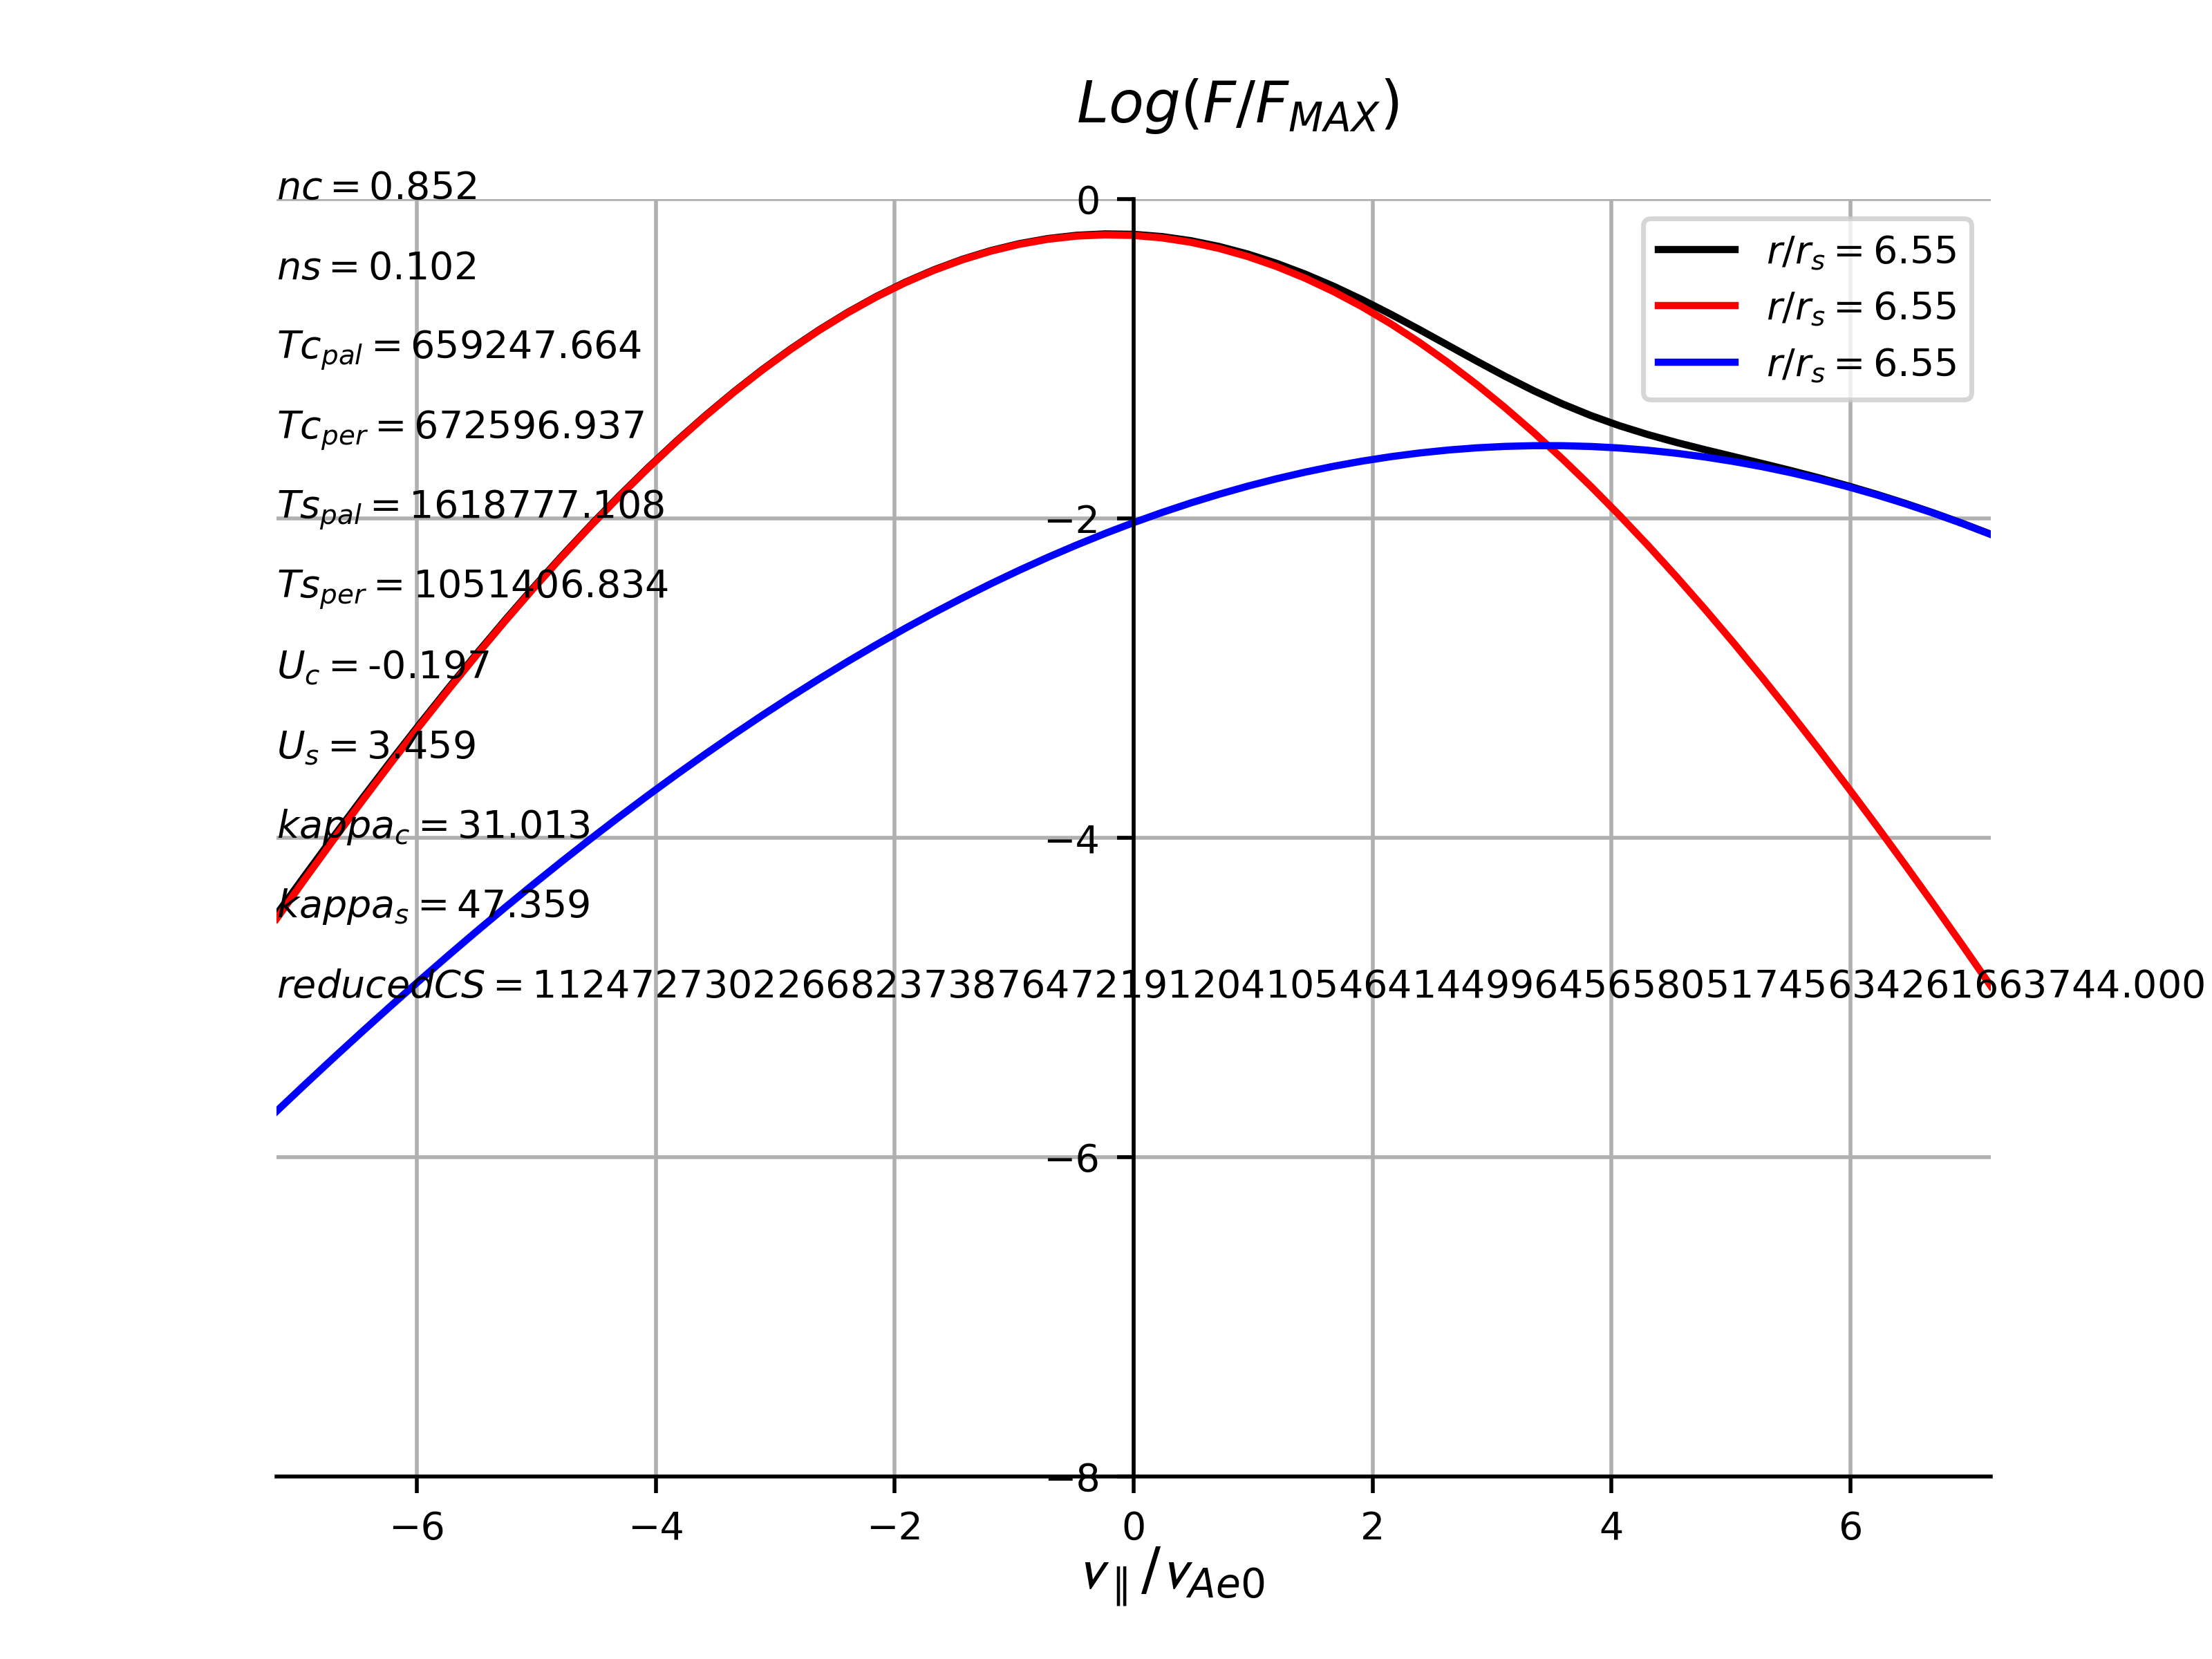 Log(F/F_MAX)
nc = 0.852
0
r/r_s = 6.55
ns = 0.102
r/r_s = 6.55
Tc_pal = 659247.664
r/r_s = 6.55
Tc_per = 672596.937
Ts_pal = 1618777.108
−2
Ts_per = 1051406.834
U_c = -0.197
U_s = 3.459
kappa_c = 31.013
−4
kappa_s = 47.359
reducedCS = 11247273022668237387647219120410546414499645658051745634261663744.000
−6
−8
−6 −4 −2 0 2 4 6
v_∥/v_Ae0